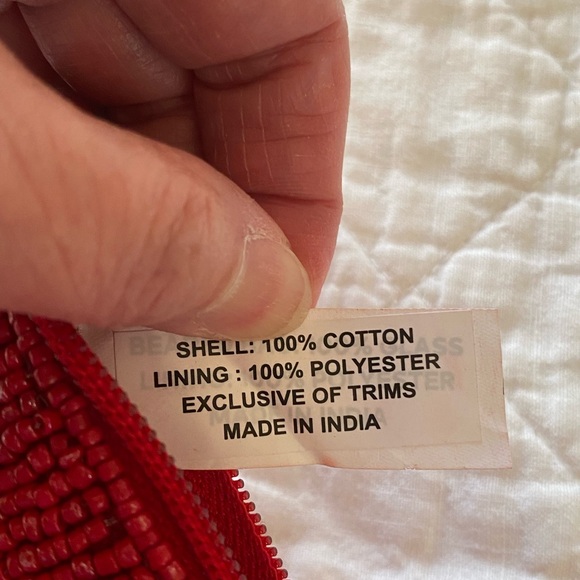 SHELL: 100% COTTON
LINING : 100% POLYESTER
EXCLUSIVE OF TRIMS
MADE IN INDIA